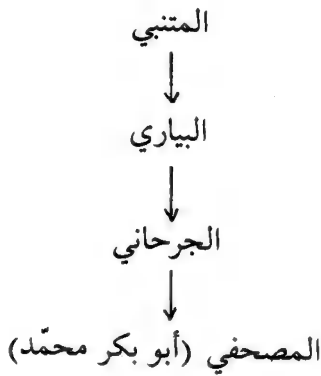 المتنبي
البياري
الجرحاني
المصحفي (أبو بكر محمّد)